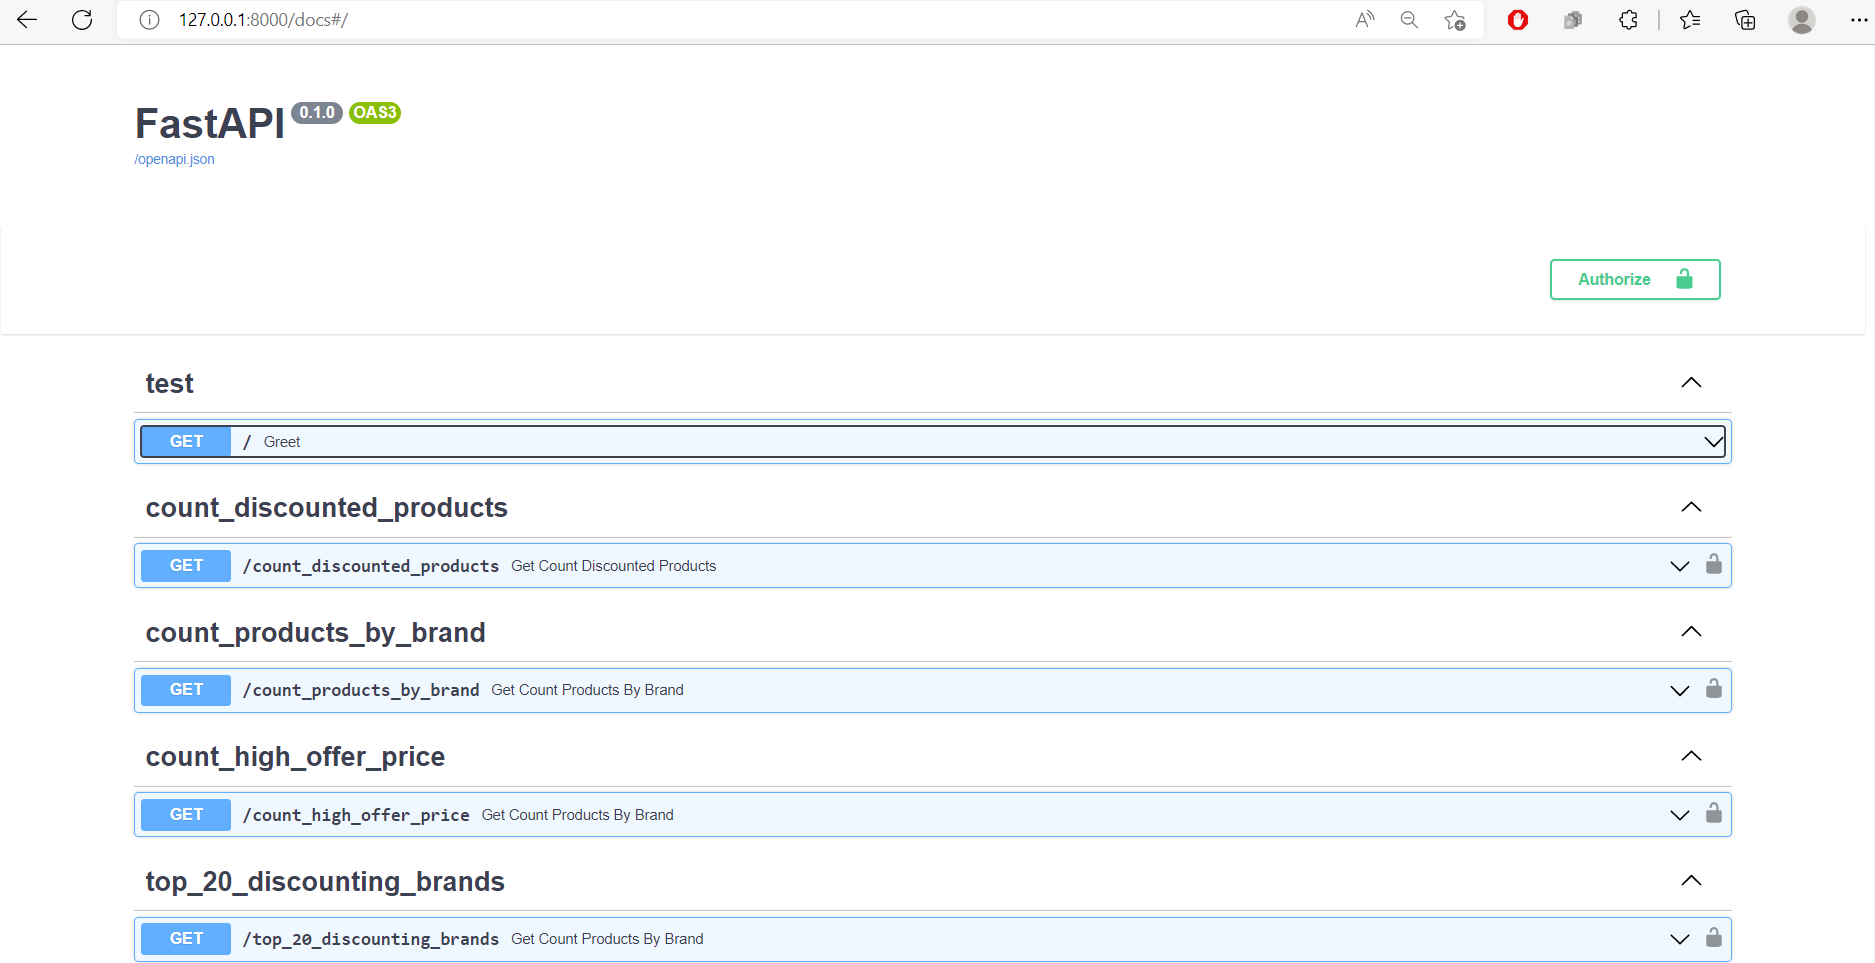 127.0.0.1:8000/docs#/
FastAPI 0.1.0 OAS3
/openapi.json
Authorize
test
GET / Greet
count_discounted_products
GET /count_discounted_products Get Count Discounted Products
count_products_by_brand
GET /count_products_by_brand Get Count Products By Brand
count_high_offer_price
GET /count_high_offer_price Get Count Products By Brand
top_20_discounting_brands
GET /top_20_discounting_brands Get Count Products By Brand